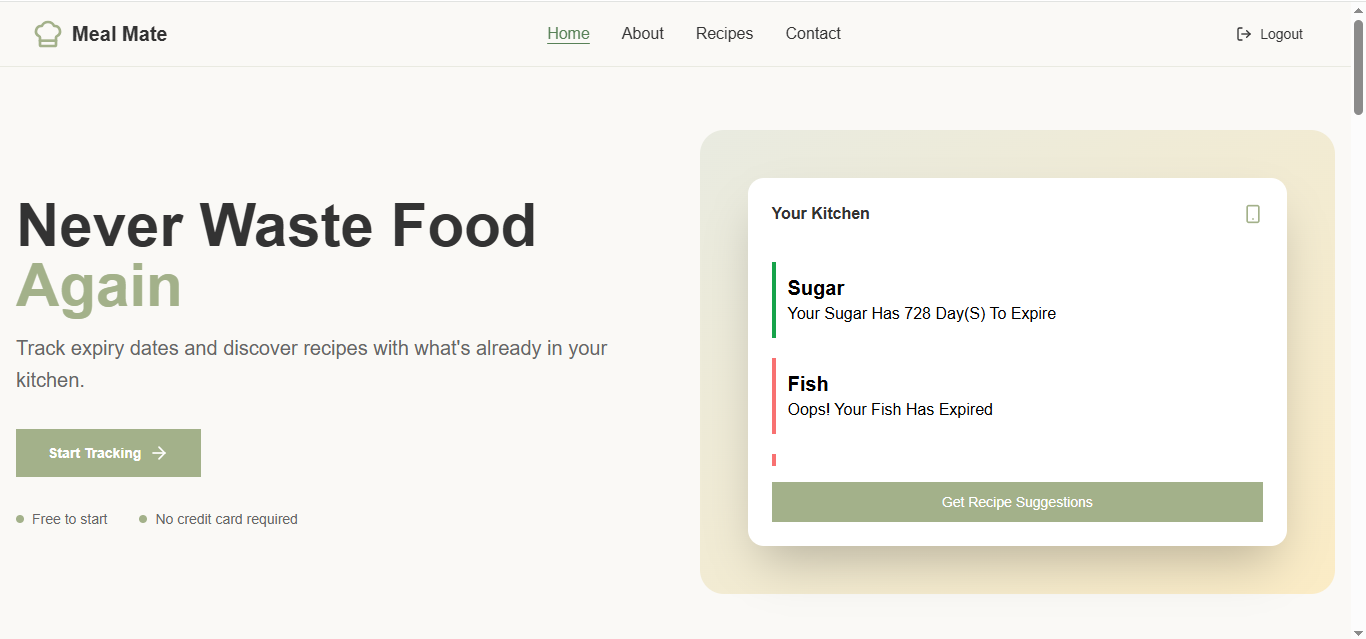 Meal Mate
Home
About
Recipes
Contact
Logout
Never Waste Food
Again
Track expiry dates and discover recipes with what's already in your
kitchen.
Start Tracking
Free to start
No credit card required
Your Kitchen
Sugar
Your Sugar Has 728 Day(S) To Expire
Fish
Oops! Your Fish Has Expired
Get Recipe Suggestions